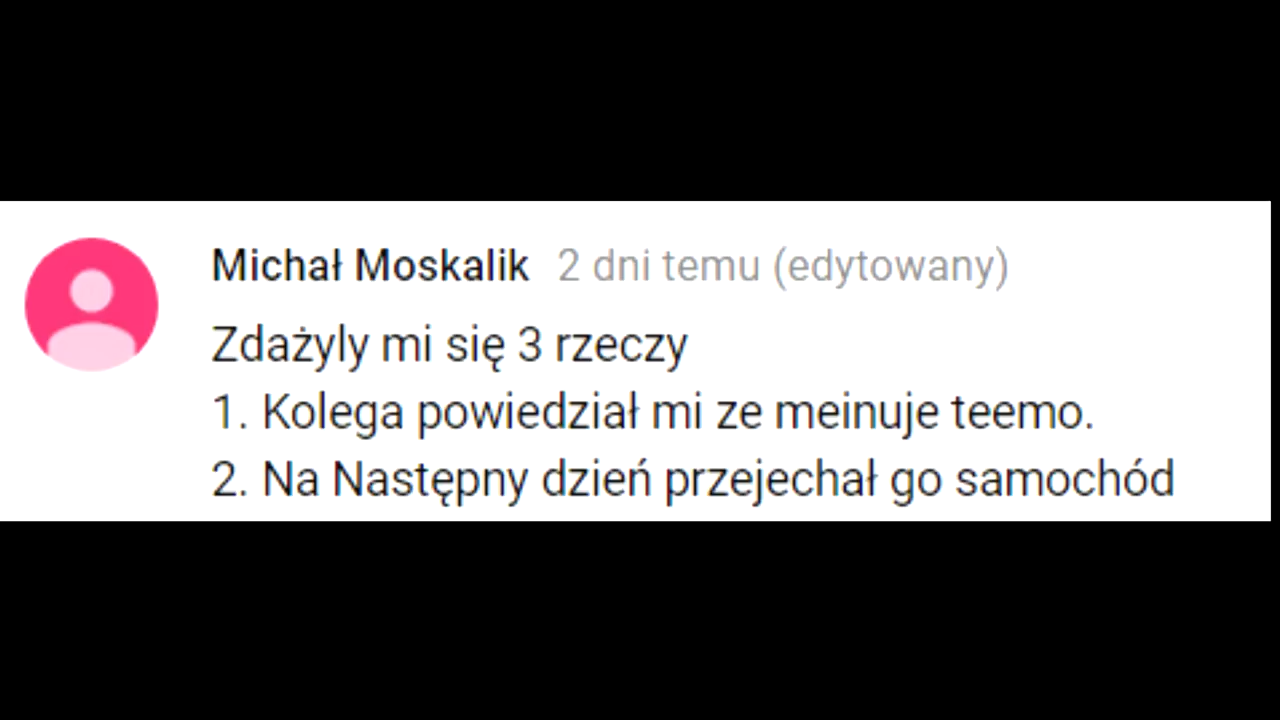 Michał Moskalik 2 dni temu (edytowany)
Zdażyly mi się 3 rzeczy
1. Kolega powiedział mi ze meinuje teemo.
2. Na Następny dzień przejechał go samochód